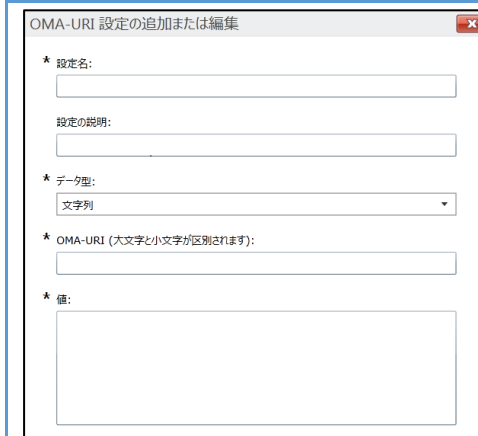 OMA-URI 設定の追加または編集
* 設定名:
設定の説明:
* データ型:
文字列
* OMA-URI (大文字と小文字が区別されます):
* 値: